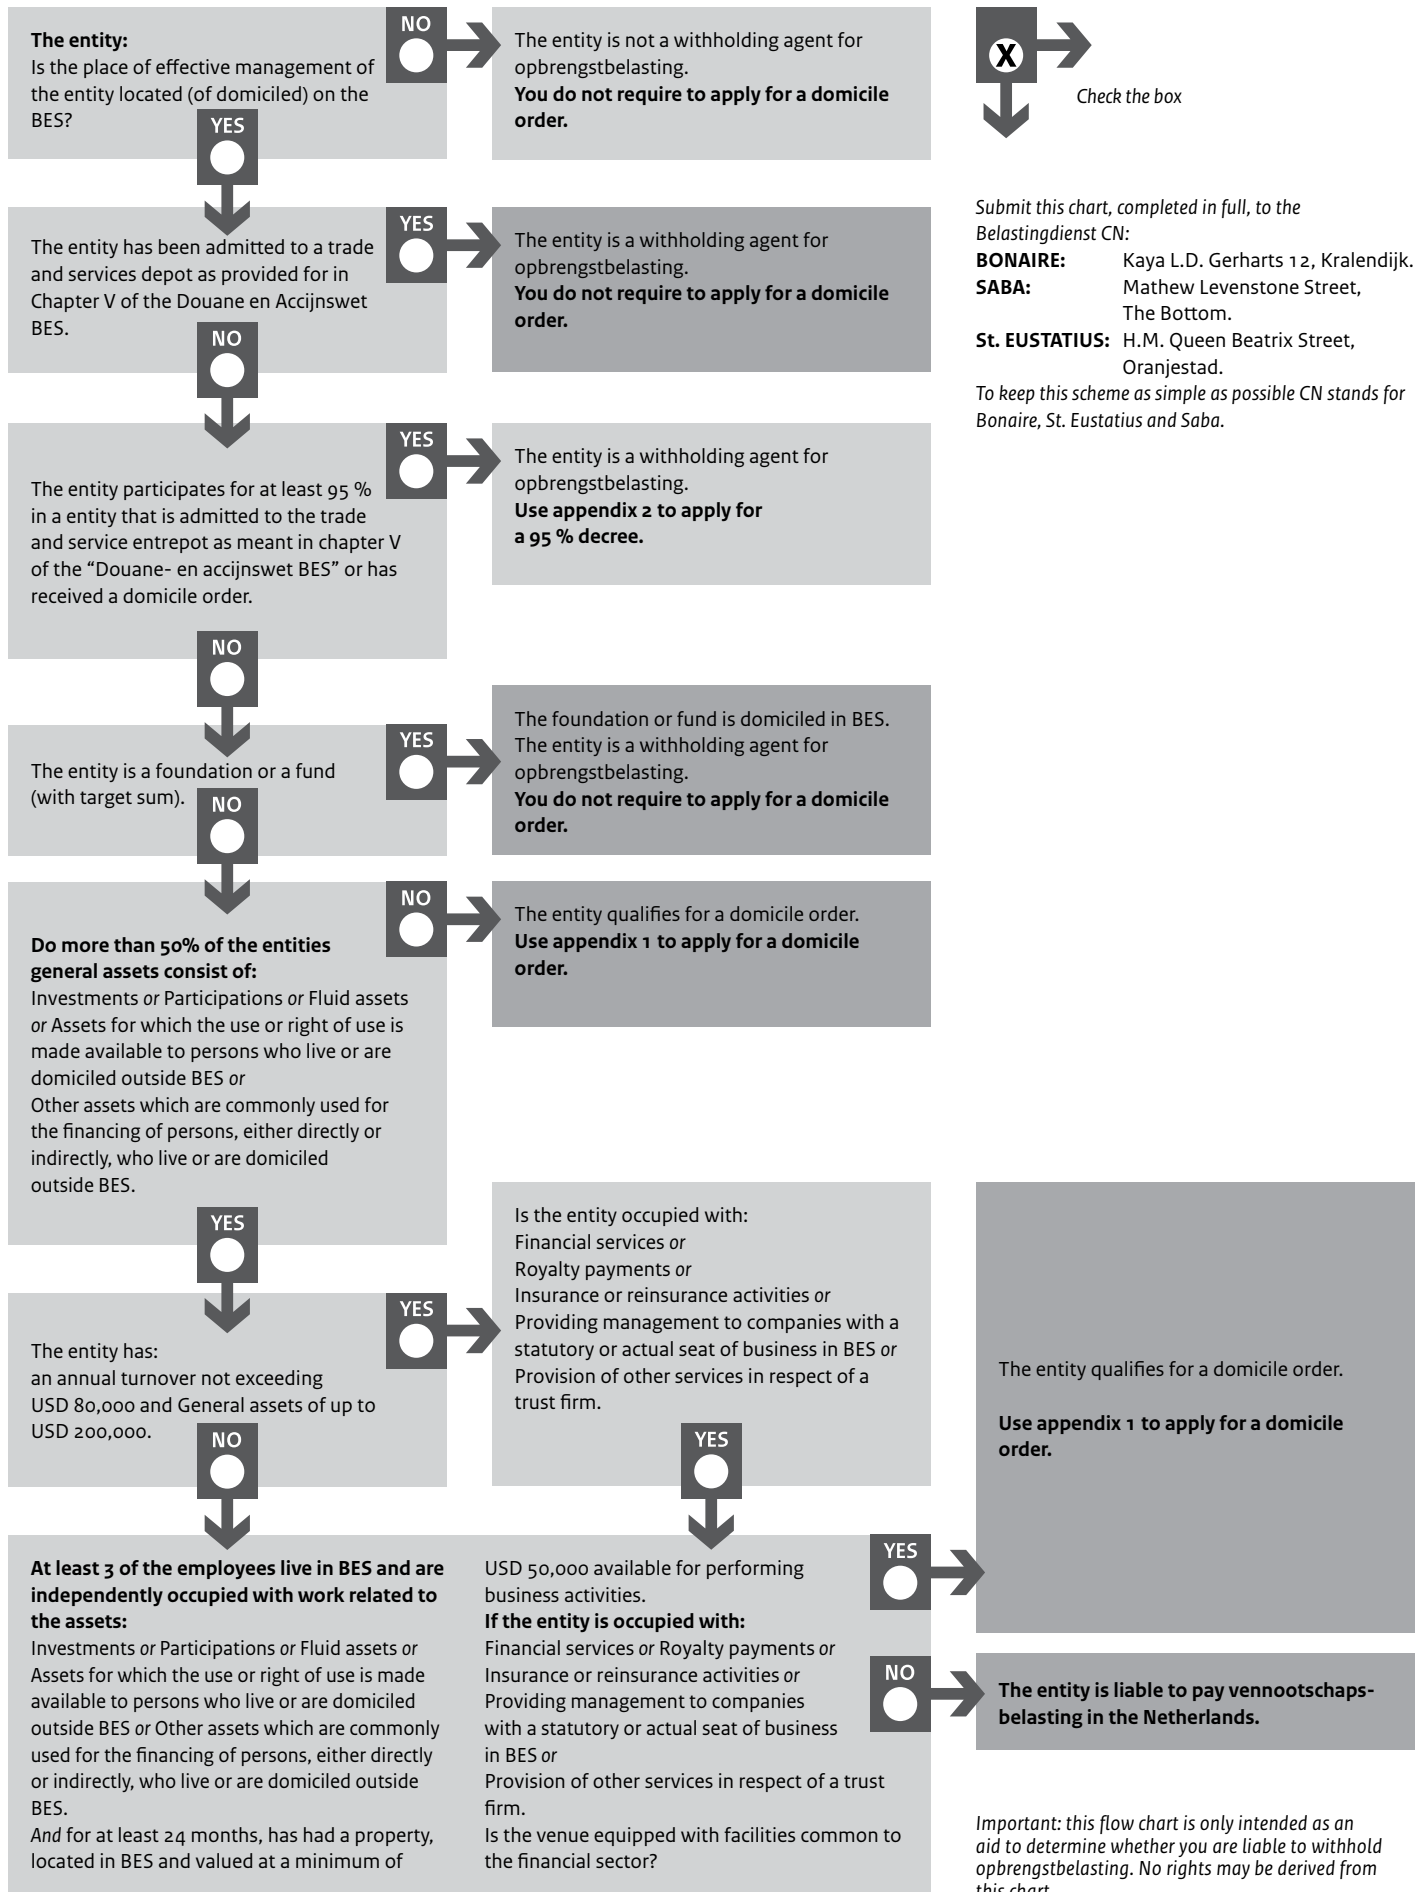 The entity:
Is the place of effective management of
the entity located (of domiciled) on the
BES?
NO
YES
The entity is not a withholding agent for
opbrengstbelasting.
You do not require to apply for a domicile
order.
X
Check the box
The entity has been admitted to a trade
and services depot as provided for in
Chapter V of the Douane en Accijnswet
BES.
YES
NO
The entity is a withholding agent for
opbrengstbelasting.
You do not require to apply for a domicile
order.
Submit this chart, completed in full, to the
Belastingdienst CN:
BONAIRE: Kaya L.D. Gerharts 12, Kralendijk.
SABA: Mathew Levenstone Street,
The Bottom.
St. EUSTATIUS: H.M. Queen Beatrix Street,
Oranjestad.
To keep this scheme as simple as possible CN stands for
Bonaire, St. Eustatius and Saba.
The entity participates for at least 95 %
in a entity that is admitted to the trade
and service entrepot as meant in chapter V
of the “Douane- en accijnswet BES” or has
received a domicile order.
YES
NO
The entity is a withholding agent for
opbrengstbelasting.
Use appendix 2 to apply for
a 95 % decree.
The entity is a foundation or a fund
(with target sum).
YES
NO
The foundation or fund is domiciled in BES.
The entity is a withholding agent for
opbrengstbelasting.
You do not require to apply for a domicile
order.
Do more than 50% of the entities
general assets consist of:
Investments or Participations or Fluid assets
or Assets for which the use or right of use is
made available to persons who live or are
domiciled outside BES or
Other assets which are commonly used for
the financing of persons, either directly or
indirectly, who live or are domiciled
outside BES.
NO
YES
The entity qualifies for a domicile order.
Use appendix 1 to apply for a domicile
order.
The entity has:
an annual turnover not exceeding
USD 80,000 and General assets of up to
USD 200,000.
YES
NO
Is the entity occupied with:
Financial services or
Royalty payments or
Insurance or reinsurance activities or
Providing management to companies with a
statutory or actual seat of business in BES or
Provision of other services in respect of a
trust firm.
YES
The entity qualifies for a domicile order.
Use appendix 1 to apply for a domicile
order.
At least 3 of the employees live in BES and are
independently occupied with work related to
the assets:
Investments or Participations or Fluid assets or
Assets for which the use or right of use is made
available to persons who live or are domiciled
outside BES or Other assets which are commonly
used for the financing of persons, either directly
or indirectly, who live or are domiciled outside
BES.
And for at least 24 months, has had a property,
located in BES and valued at a minimum of
USD 50,000 available for performing
business activities.
If the entity is occupied with:
Financial services or Royalty payments or
Insurance or reinsurance activities or
Providing management to companies
with a statutory or actual seat of business
in BES or
Provision of other services in respect of a trust
firm.
Is the venue equipped with facilities common to
the financial sector?
YES
NO
The entity is liable to pay vennootschaps-
belasting in the Netherlands.
Important: this flow chart is only intended as an
aid to determine whether you are liable to withhold
opbrengstbelasting. No rights may be derived from
this chart